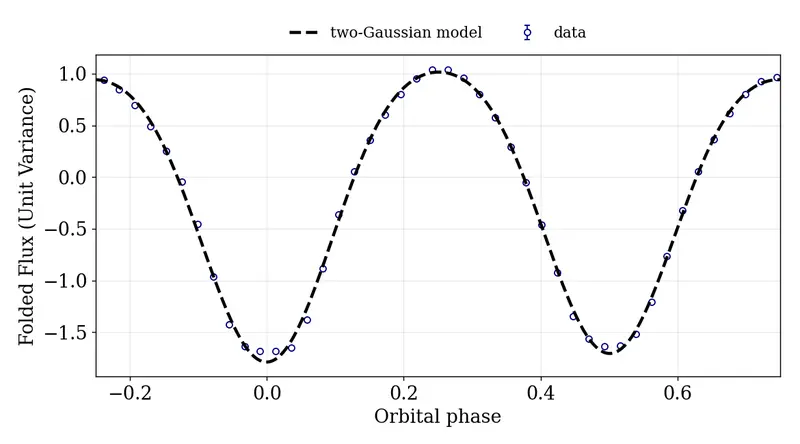 two-Gaussian model
data
Folded Flux (Unit Variance)
1.0
0.5
0.0
−0.5
−1.0
−1.5
−0.2
0.0
0.2
0.4
0.6
Orbital phase